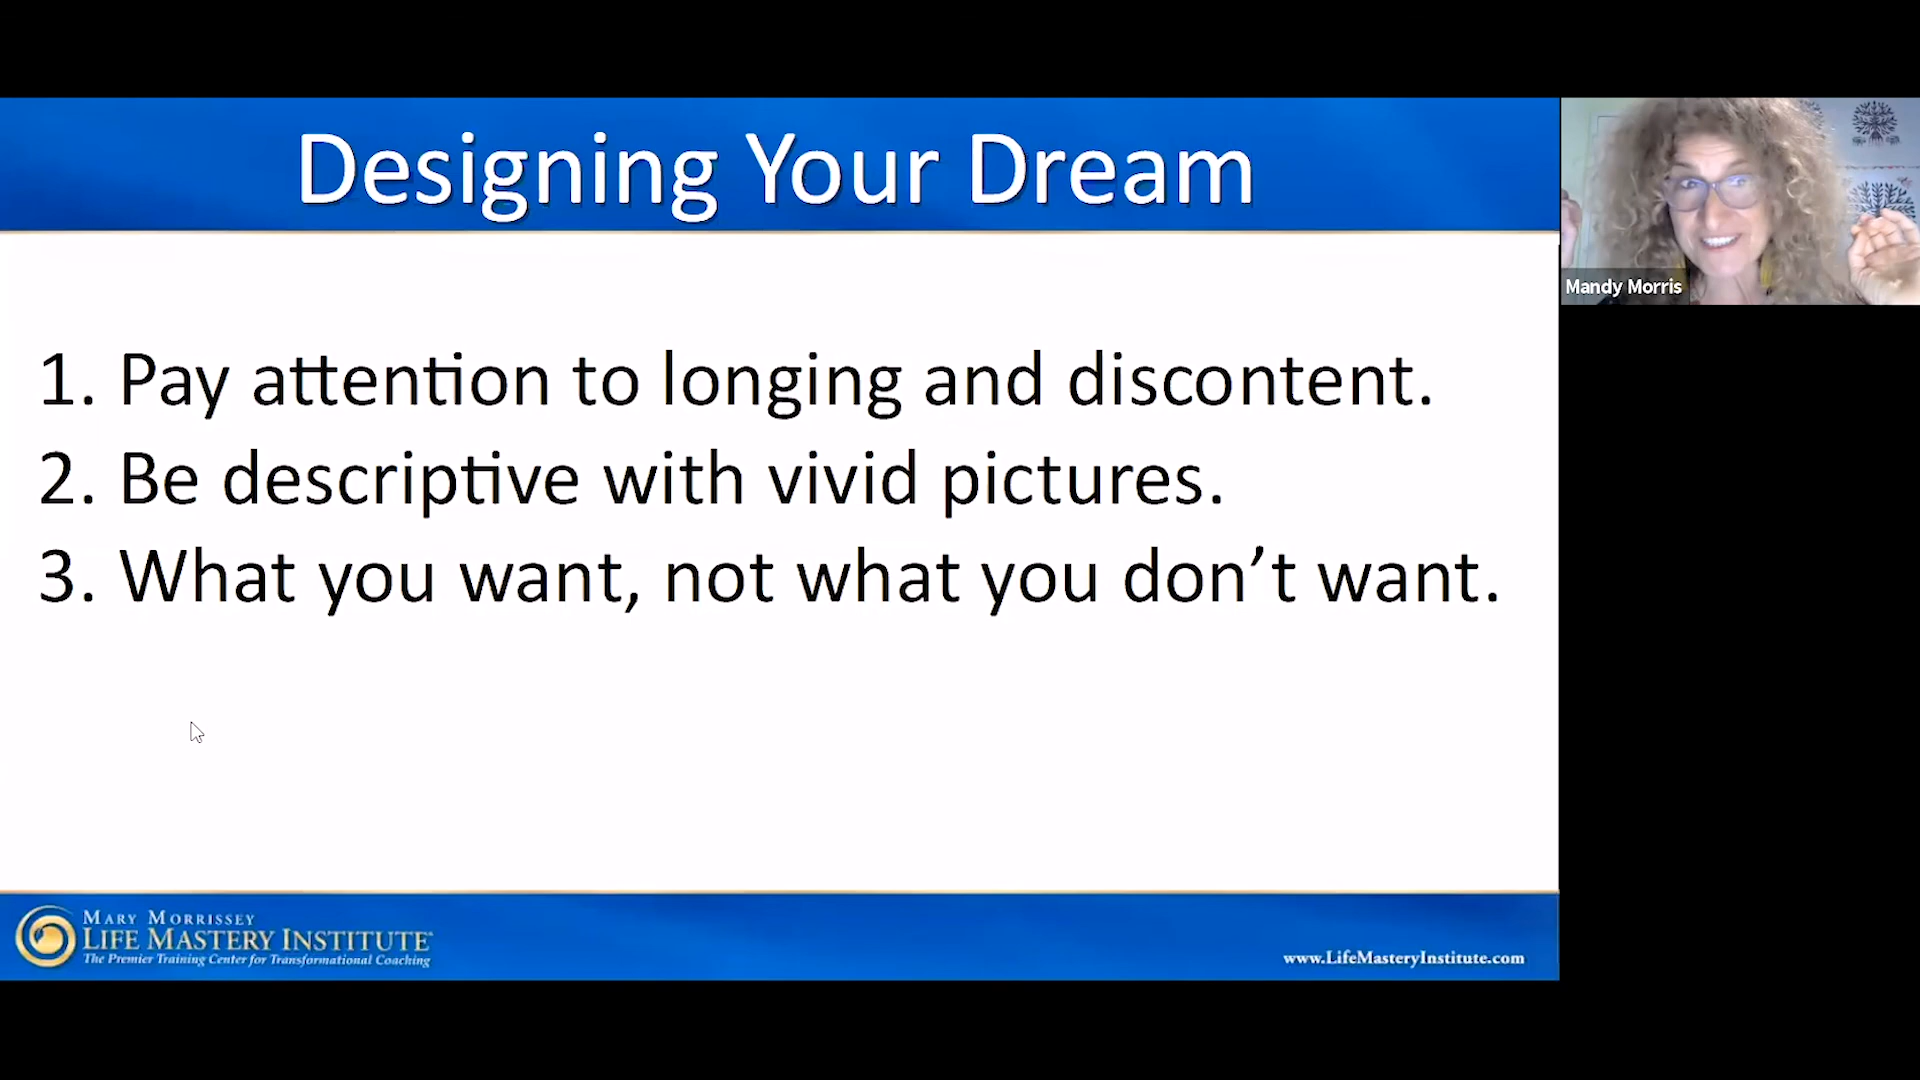 Designing Your Dream
1. Pay attention to longing and discontent.
2. Be descriptive with vivid pictures.
3. What you want, not what you don’t want.
Mandy Morris
MARY MORRISSEY
LIFE MASTERY INSTITUTE
The Premier Training Center for Transformational Coaching
www.LifeMasteryInstitute.com